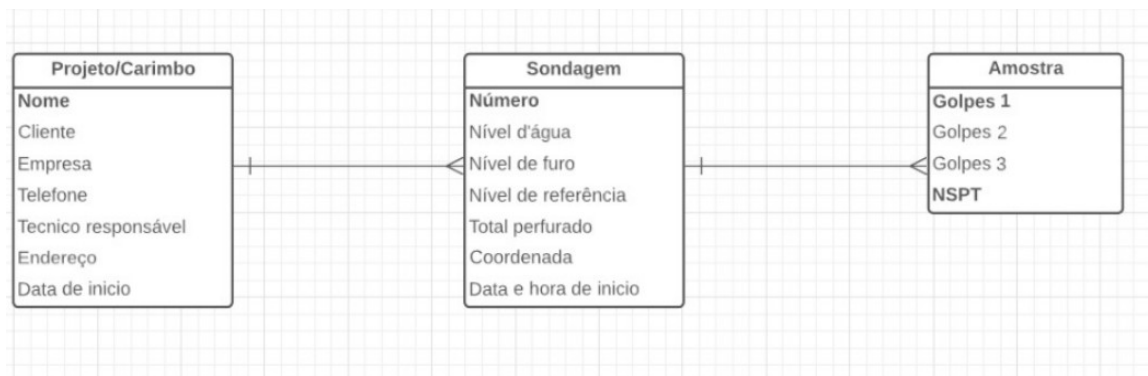 Projeto/Carimbo
Nome
Cliente
Empresa
Telefone
Tecnico responsável
Endereço
Data de inicio
Sondagem
Número
Nível d'água
Nível de furo
Nível de referência
Total perfurado
Coordenada
Data e hora de inicio
Amostra
Golpes 1
Golpes 2
Golpes 3
NSPT